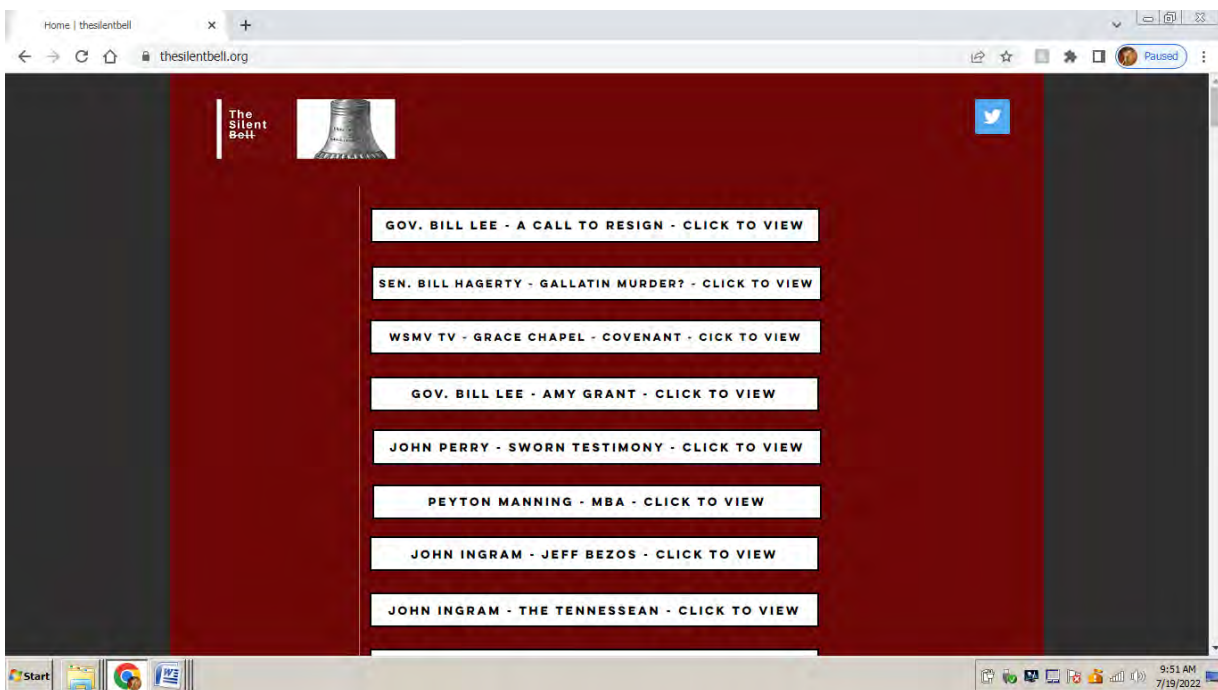 Home | thesilentbell
thesilentbell.org
Paused
The
Silent
Bell
GOV. BILL LEE - A CALL TO RESIGN - CLICK TO VIEW
SEN. BILL HAGERTY - GALLATIN MURDER? - CLICK TO VIEW
WSMV TV - GRACE CHAPEL - COVENANT - CICK TO VIEW
GOV. BILL LEE - AMY GRANT - CLICK TO VIEW
JOHN PERRY - SWORN TESTIMONY - CLICK TO VIEW
PEYTON MANNING - MBA - CLICK TO VIEW
JOHN INGRAM - JEFF BEZOS - CLICK TO VIEW
JOHN INGRAM - THE TENNESSEAN - CLICK TO VIEW
Start
9:51 AM
7/19/2022